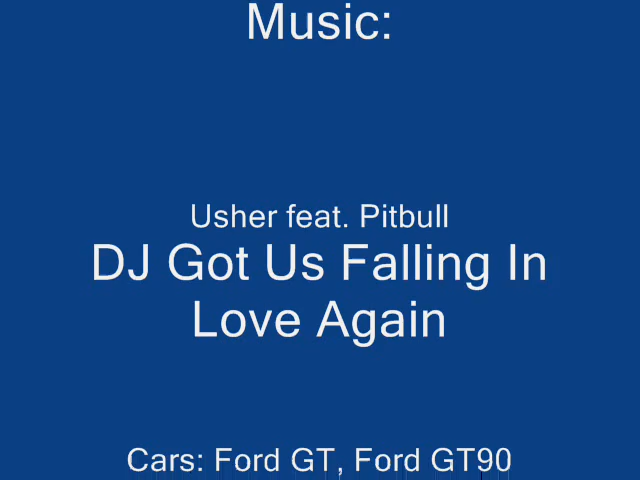 Music:
Usher feat. Pitbull
DJ Got Us Falling In
Love Again
Cars: Ford GT, Ford GT90